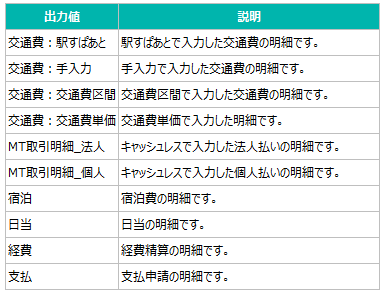 出力値 説明
交通費：駅すぱあと 駅すぱあとで入力した交通費の明細です。
交通費：手入力 手入力で入力した交通費の明細です。
交通費：交通費区間 交通費区間で入力した交通費の明細です。
交通費：交通費単価 交通費単価で入力した明細です。
MT取引明細_法人 キャッシュレスで入力した法人払いの明細です。
MT取引明細_個人 キャッシュレスで入力した個人払いの明細です。
宿泊 宿泊費の明細です。
日当 日当の明細です。
経費 経費精算の明細です。
支払 支払申請の明細です。